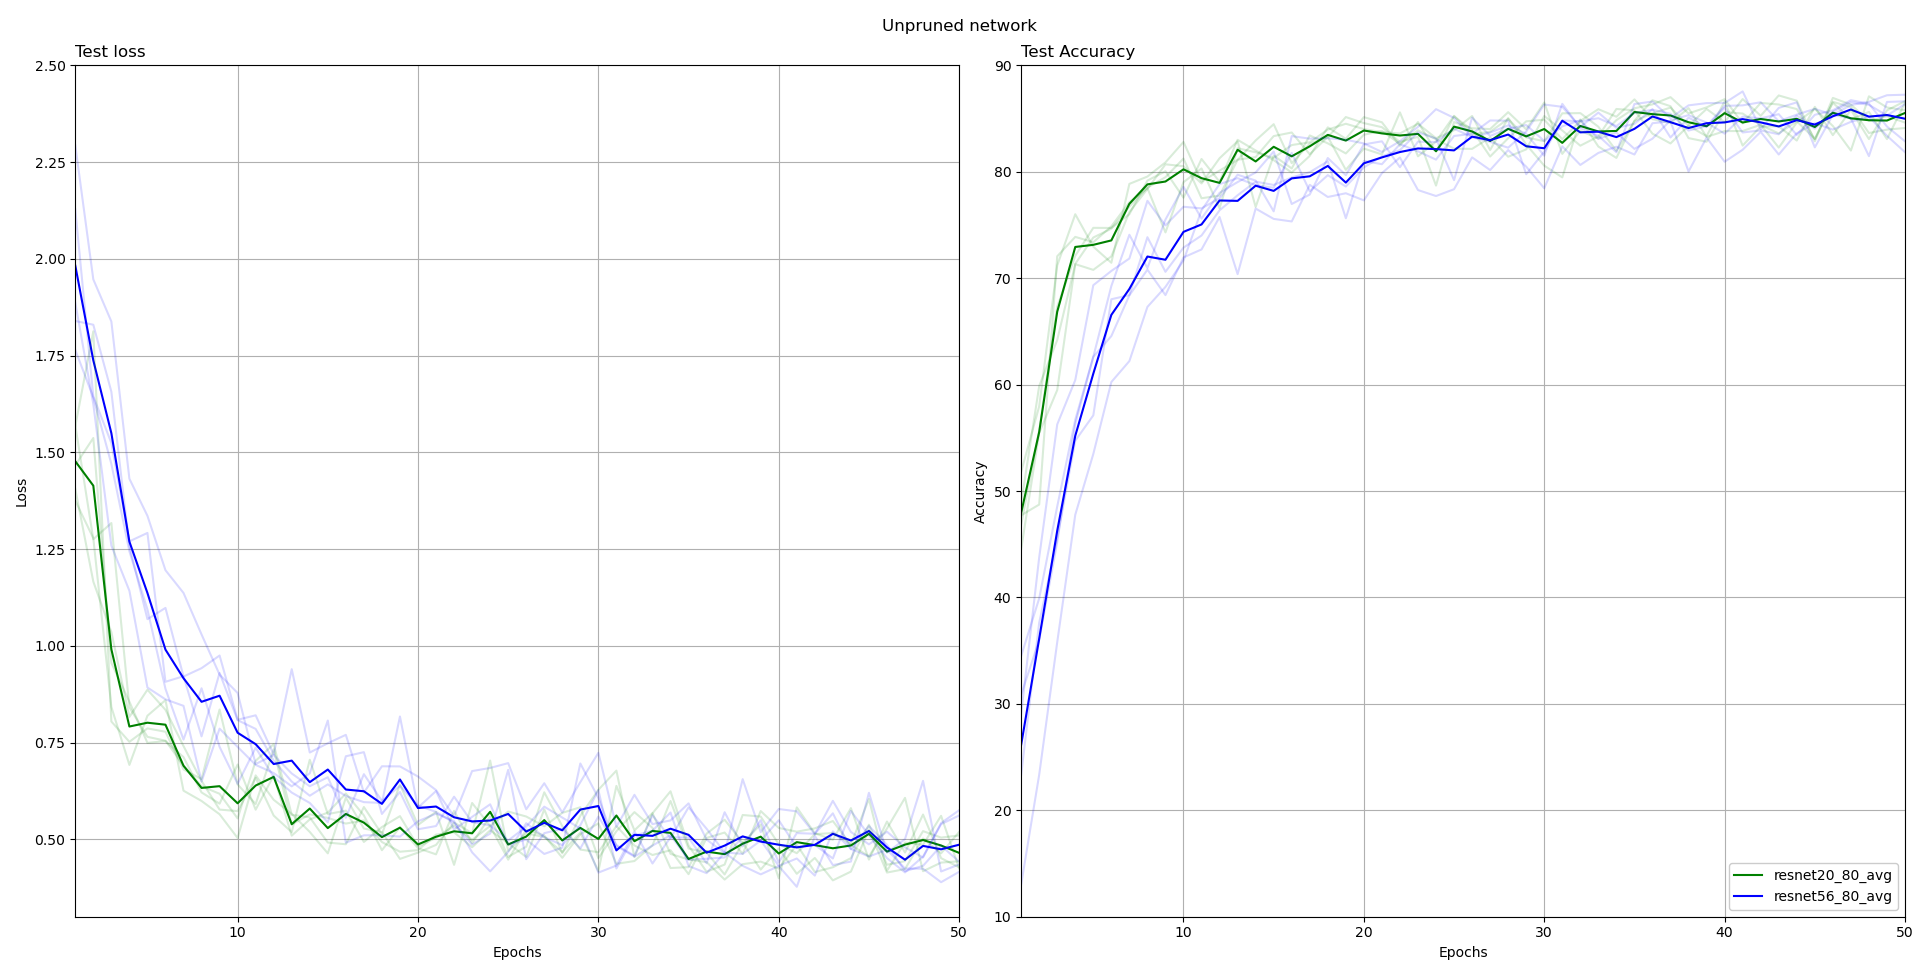 Unpruned network
Test loss
2.50
2.25
2.00
1.75
1.50
1.25
1.00
0.75
0.50
Loss
10 20 30 40 50
Epochs
Test Accuracy
90
80
70
60
50
40
30
20
10
Accuracy
10 20 30 40 50
Epochs
resnet20_80_avg
resnet56_80_avg